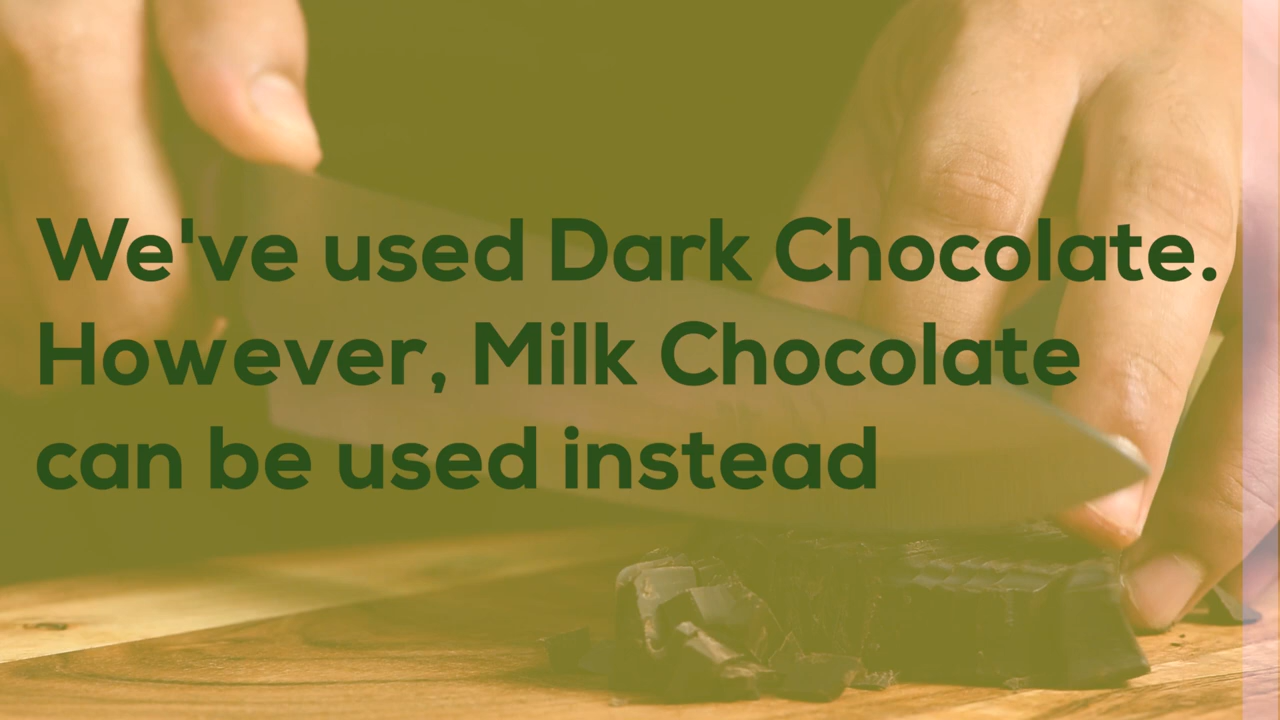 We've used Dark Chocolate.
However, Milk Chocolate
can be used instead